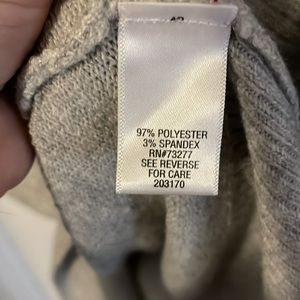 97% POLYESTER
3% SPANDEX
RN#73277
SEE REVERSE
FOR CARE
203170